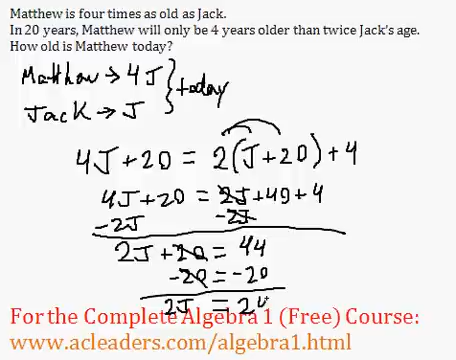 Matthew is four times as old as Jack.
In 20 years, Matthew will only be 4 years older than twice Jack's age.
How old is Matthew today?
Matthew → 4J } today
Jack → J
4J + 20 = 2(J + 20) + 4
4J + 20 = 2J + 40 + 4
-2J -2J
2J + 20 = 44
-20 = -20
2J = 24
For the Complete Algebra 1 (Free) Course:
www.acleaders.com/algebra1.html